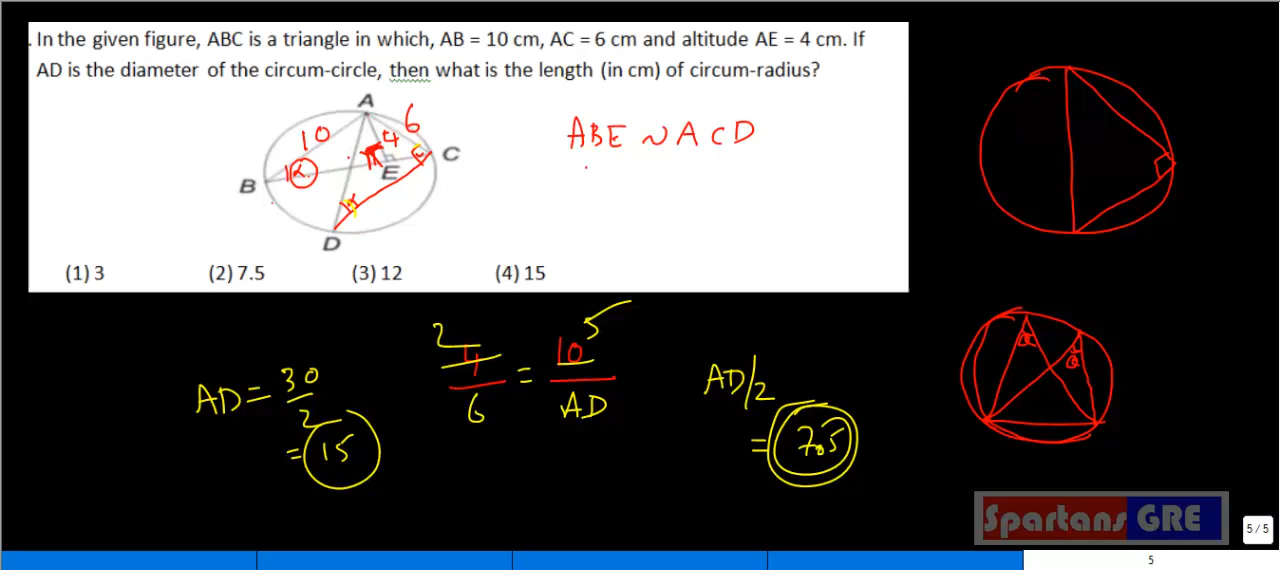 . In the given figure, ABC is a triangle in which, AB = 10 cm, AC = 6 cm and altitude AE = 4 cm. If
AD is the diameter of the circum-circle, then what is the length (in cm) of circum-radius?
A
10
6
4
C
E
B
D
ABE ~ ACD
(1) 3
(2) 7.5
(3) 12
(4) 15
AD = 30/2
= 15
2
4/6 = 10/AD
5
AD/2
= 7.5
Spartans GRE
5 / 5
5